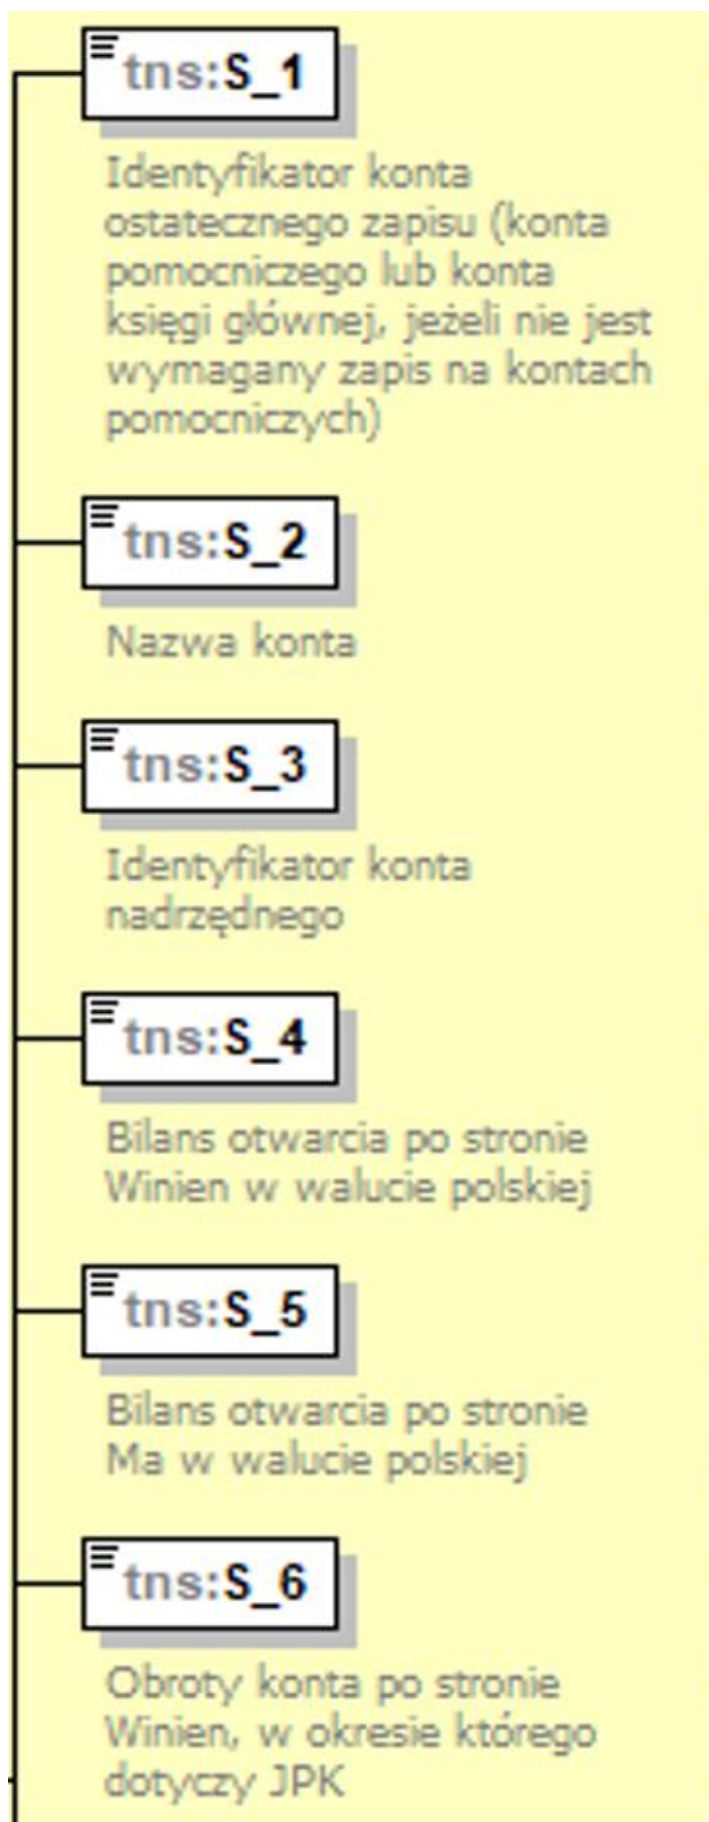 tns:S_1
Identyfikator konta
ostatecznego zapisu (konta
pomocniczego lub konta
księgi głównej, jeżeli nie jest
wymagany zapis na kontach
pomocniczych)
tns:S_2
Nazwa konta
tns:S_3
Identyfikator konta
nadrzędnego
tns:S_4
Bilans otwarcia po stronie
Winien w walucie polskiej
tns:S_5
Bilans otwarcia po stronie
Ma w walucie polskiej
tns:S_6
Obroty konta po stronie
Winien, w okresie którego
dotyczy JPK